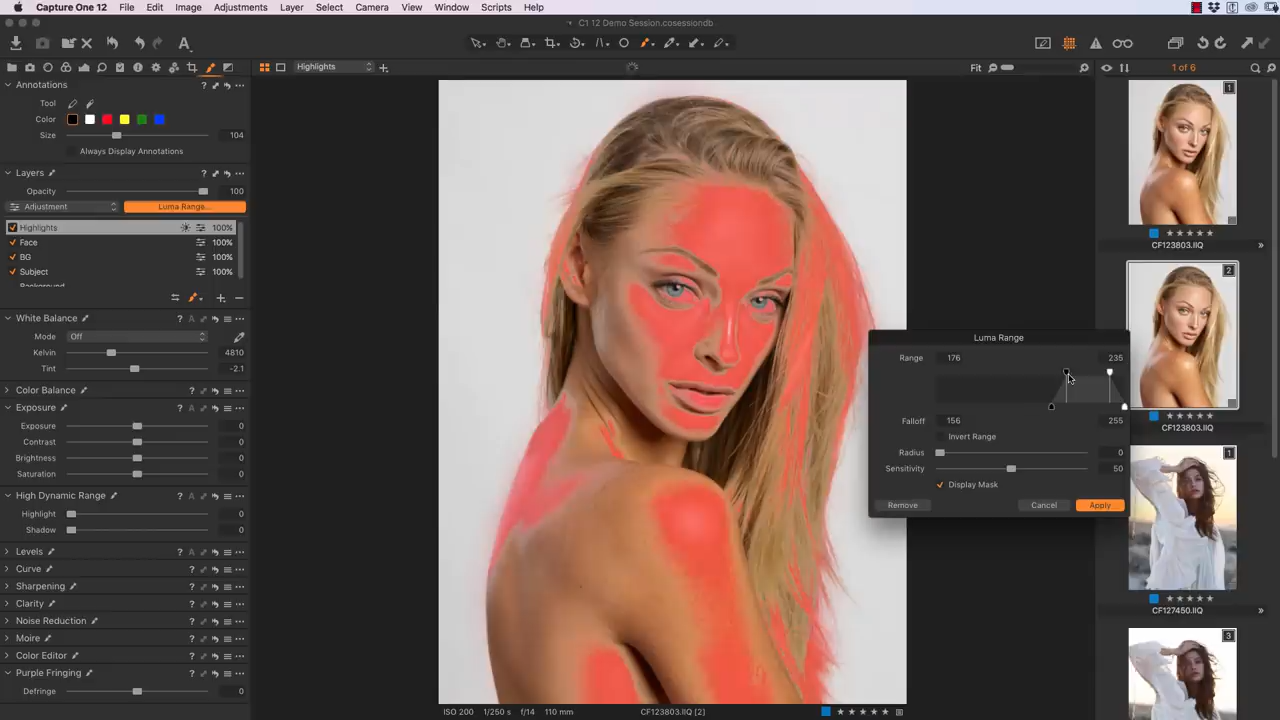 Capture One 12 File Edit Image Adjustments Layer Select Camera View Window Scripts Help
C1 12 Demo Session.cosessiondb
Highlights
Fit
1 of 6
Annotations
Tool
Color
Size 104
Always Display Annotations
Layers
Opacity 100
Adjustment Luma Range...
Highlights 100%
Face 100%
BG 100%
Subject 100%
White Balance
Mode Off
Kelvin 4810
Tint -2.1
Color Balance
Exposure
Exposure 0
Contrast 0
Brightness 0
Saturation 0
High Dynamic Range
Highlight 0
Shadow 0
Levels
Curve
Sharpening
Clarity
Noise Reduction
Moire
Color Editor
Purple Fringing
Defringe 0
Luma Range
Range 176 235
Falloff 156 255
Invert Range
Radius 0
Sensitivity 50
Display Mask
Remove Cancel Apply
1
CF123803.IIQ
2
CF123803.IIQ
1
CF127450.IIQ
3
ISO 200 1/250 s f/14 110 mm CF123803.IIQ [2]